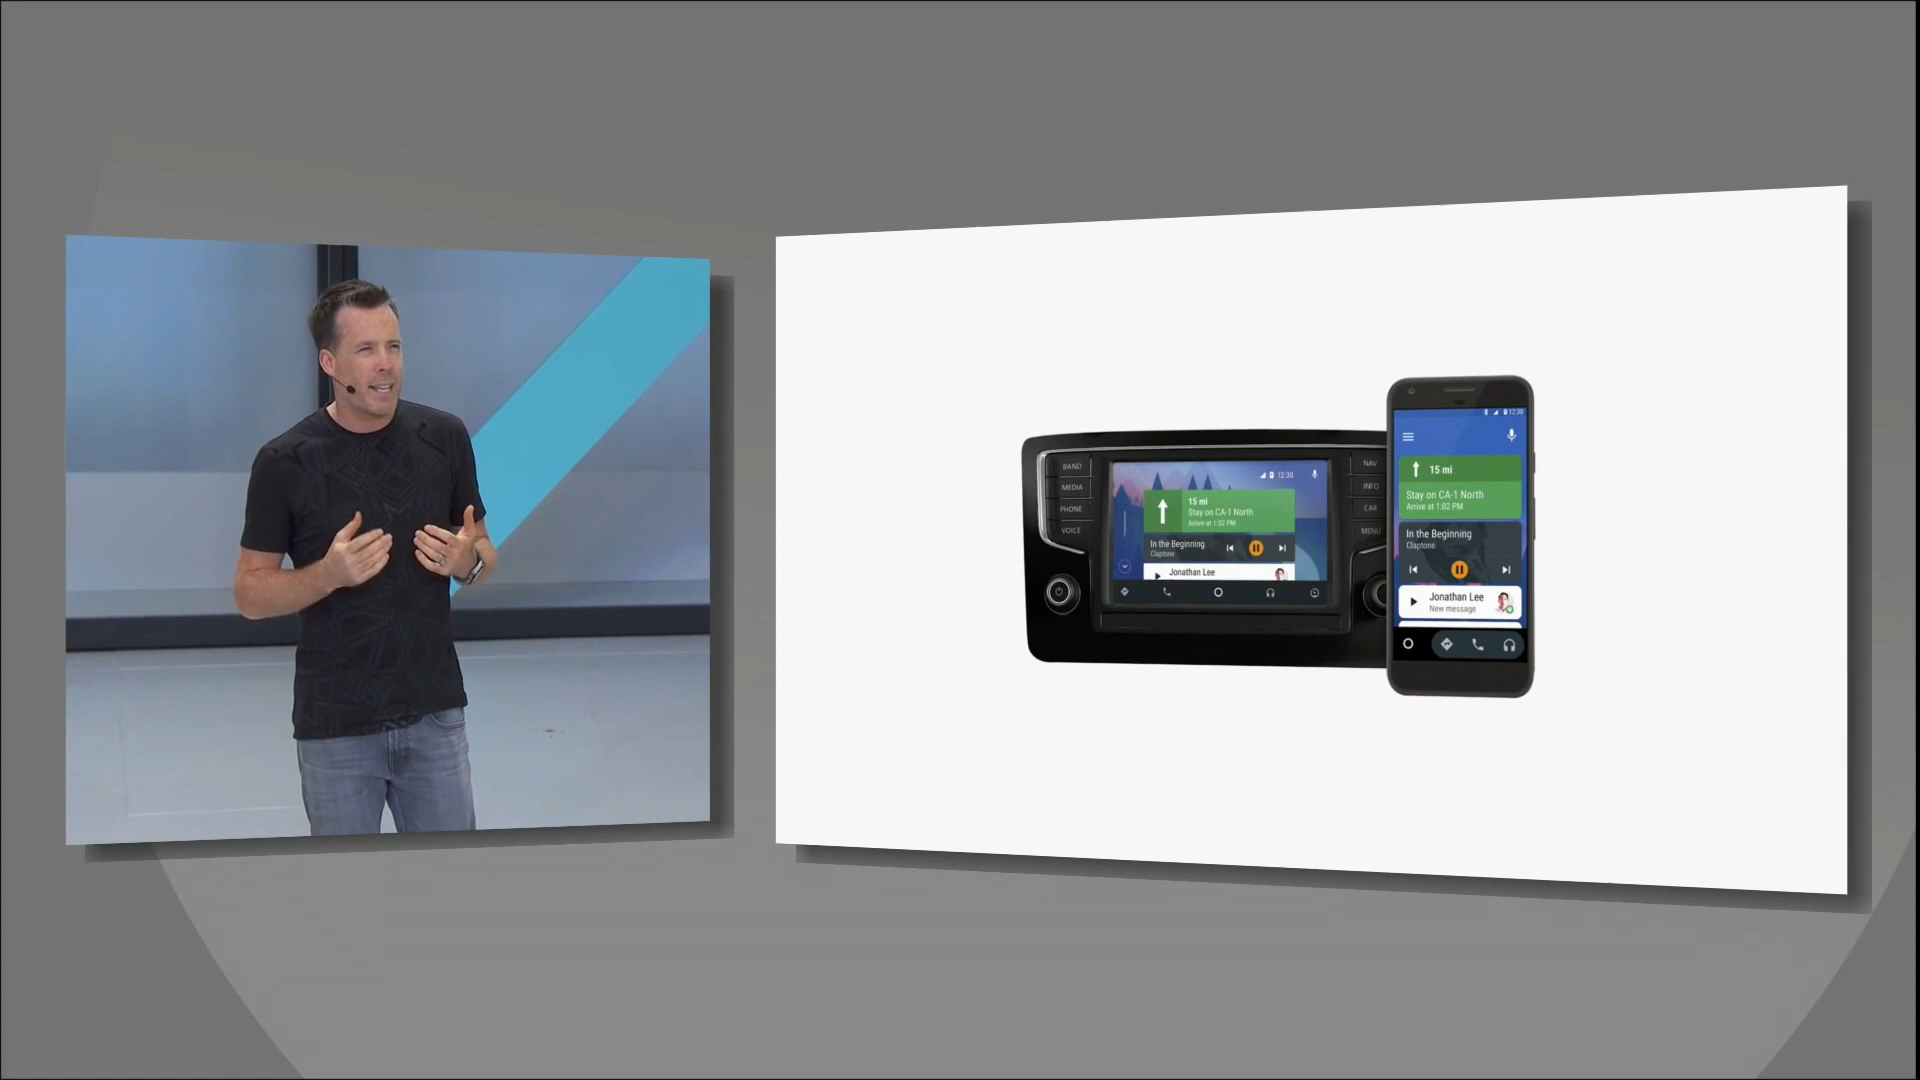 BAND
MEDIA
PHONE
VOICE
12:30
15 mi
Stay on CA-1 North
Arrive at 1:02 PM
In the Beginning
Claptone
Jonathan Lee
NAV
INFO
CAR
MENU
12:30
15 mi
Stay on CA-1 North
Arrive at 1:02 PM
In the Beginning
Claptone
Jonathan Lee
New message